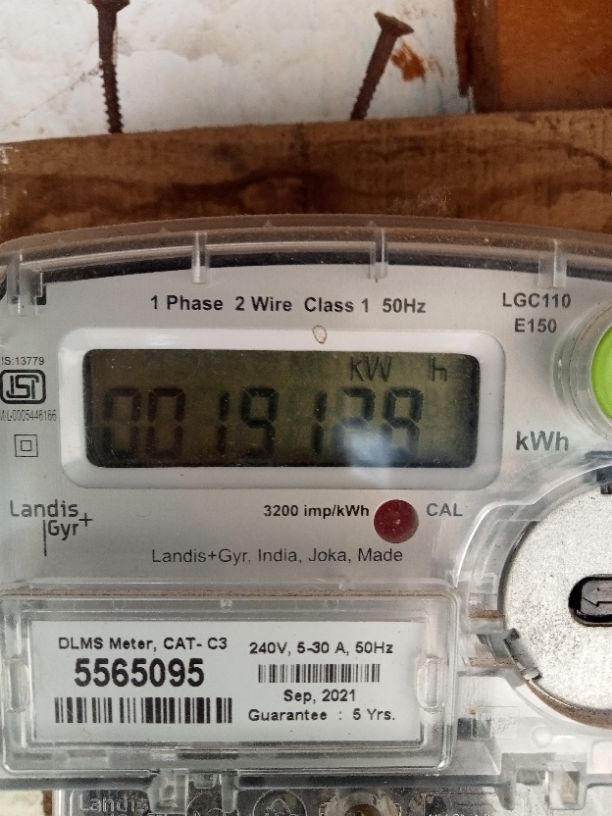 1 Phase 2 Wire Class 1 50Hz
LGC110
E150
IS:13779
ISI
kW h
0019128
kWh
Landis
Gyr+
3200 imp/kWh
CAL
Landis+Gyr, India, Joka, Made
DLMS Meter, CAT- C3
5565095
240V, 5-30 A, 50Hz
Sep, 2021
Guarantee : 5 Yrs.